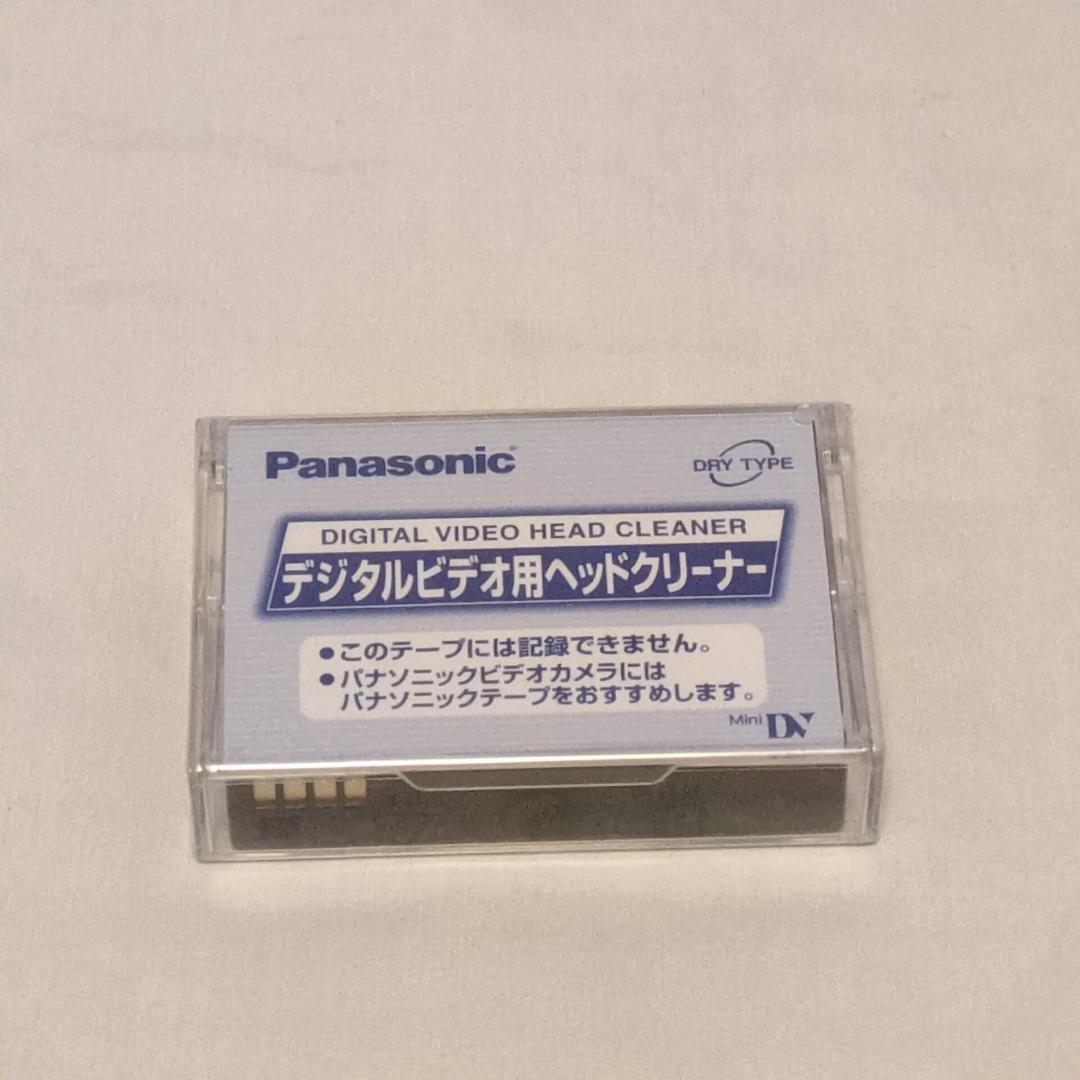 Panasonic
DRY TYPE
DIGITAL VIDEO HEAD CLEANER
デジタルビデオ用ヘッドクリーナー
●このテープには記録できません。
●パナソニックビデオカメラには
パナソニックテープをおすすめします。
Mini DV